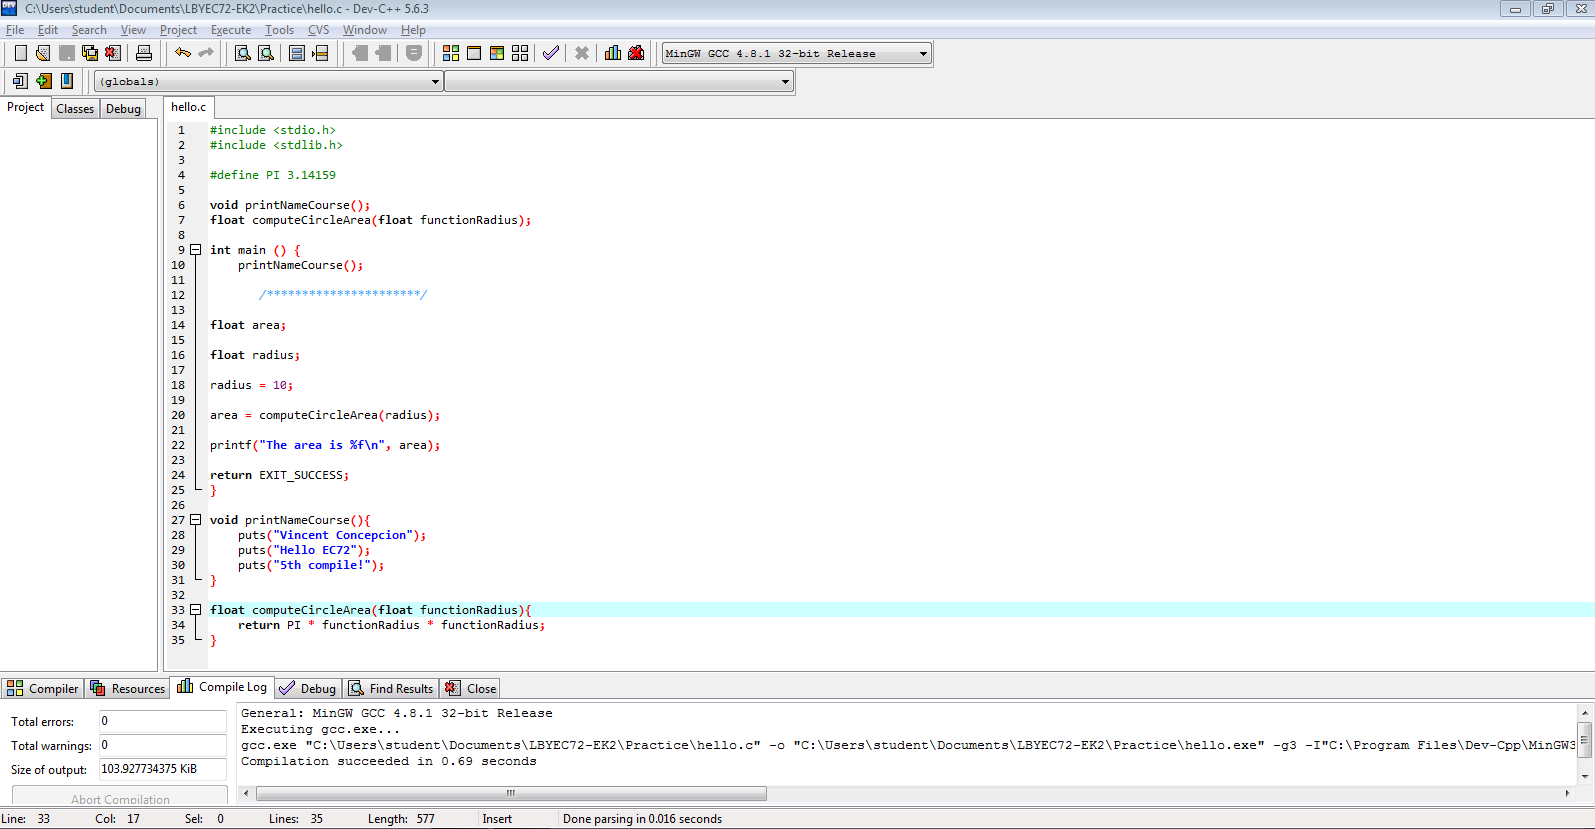 C:\Users\student\Documents\LBYEC72-EK2\Practice\hello.c - Dev-C++ 5.6.3
File Edit Search View Project Execute Tools CVS Window Help
MinGW GCC 4.8.1 32-bit Release
(globals)
Project Classes Debug
hello.c
1 #include <stdio.h>
2 #include <stdlib.h>
3
4 #define PI 3.14159
5
6 void printNameCourse();
7 float computeCircleArea(float functionRadius);
8
9 int main () {
10 printNameCourse();
11
12 /**********************/
13
14 float area;
15
16 float radius;
17
18 radius = 10;
19
20 area = computeCircleArea(radius);
21
22 printf("The area is %f\n", area);
23
24 return EXIT_SUCCESS;
25 }
26
27 void printNameCourse(){
28 puts("Vincent Concepcion");
29 puts("Hello EC72");
30 puts("5th compile!");
31 }
32
33 float computeCircleArea(float functionRadius){
34 return PI * functionRadius * functionRadius;
35 }
Compiler Resources Compile Log Debug Find Results Close
Total errors: 0
Total warnings: 0
Size of output: 103.927734375 KiB
Abort Compilation
General: MinGW GCC 4.8.1 32-bit Release
Executing gcc.exe...
gcc.exe "C:\Users\student\Documents\LBYEC72-EK2\Practice\hello.c" -o "C:\Users\student\Documents\LBYEC72-EK2\Practice\hello.exe" -g3 -I"C:\Program Files\Dev-Cpp\MinGW3
Compilation succeeded in 0.69 seconds
Line: 33 Col: 17 Sel: 0 Lines: 35 Length: 577 Insert Done parsing in 0.016 seconds